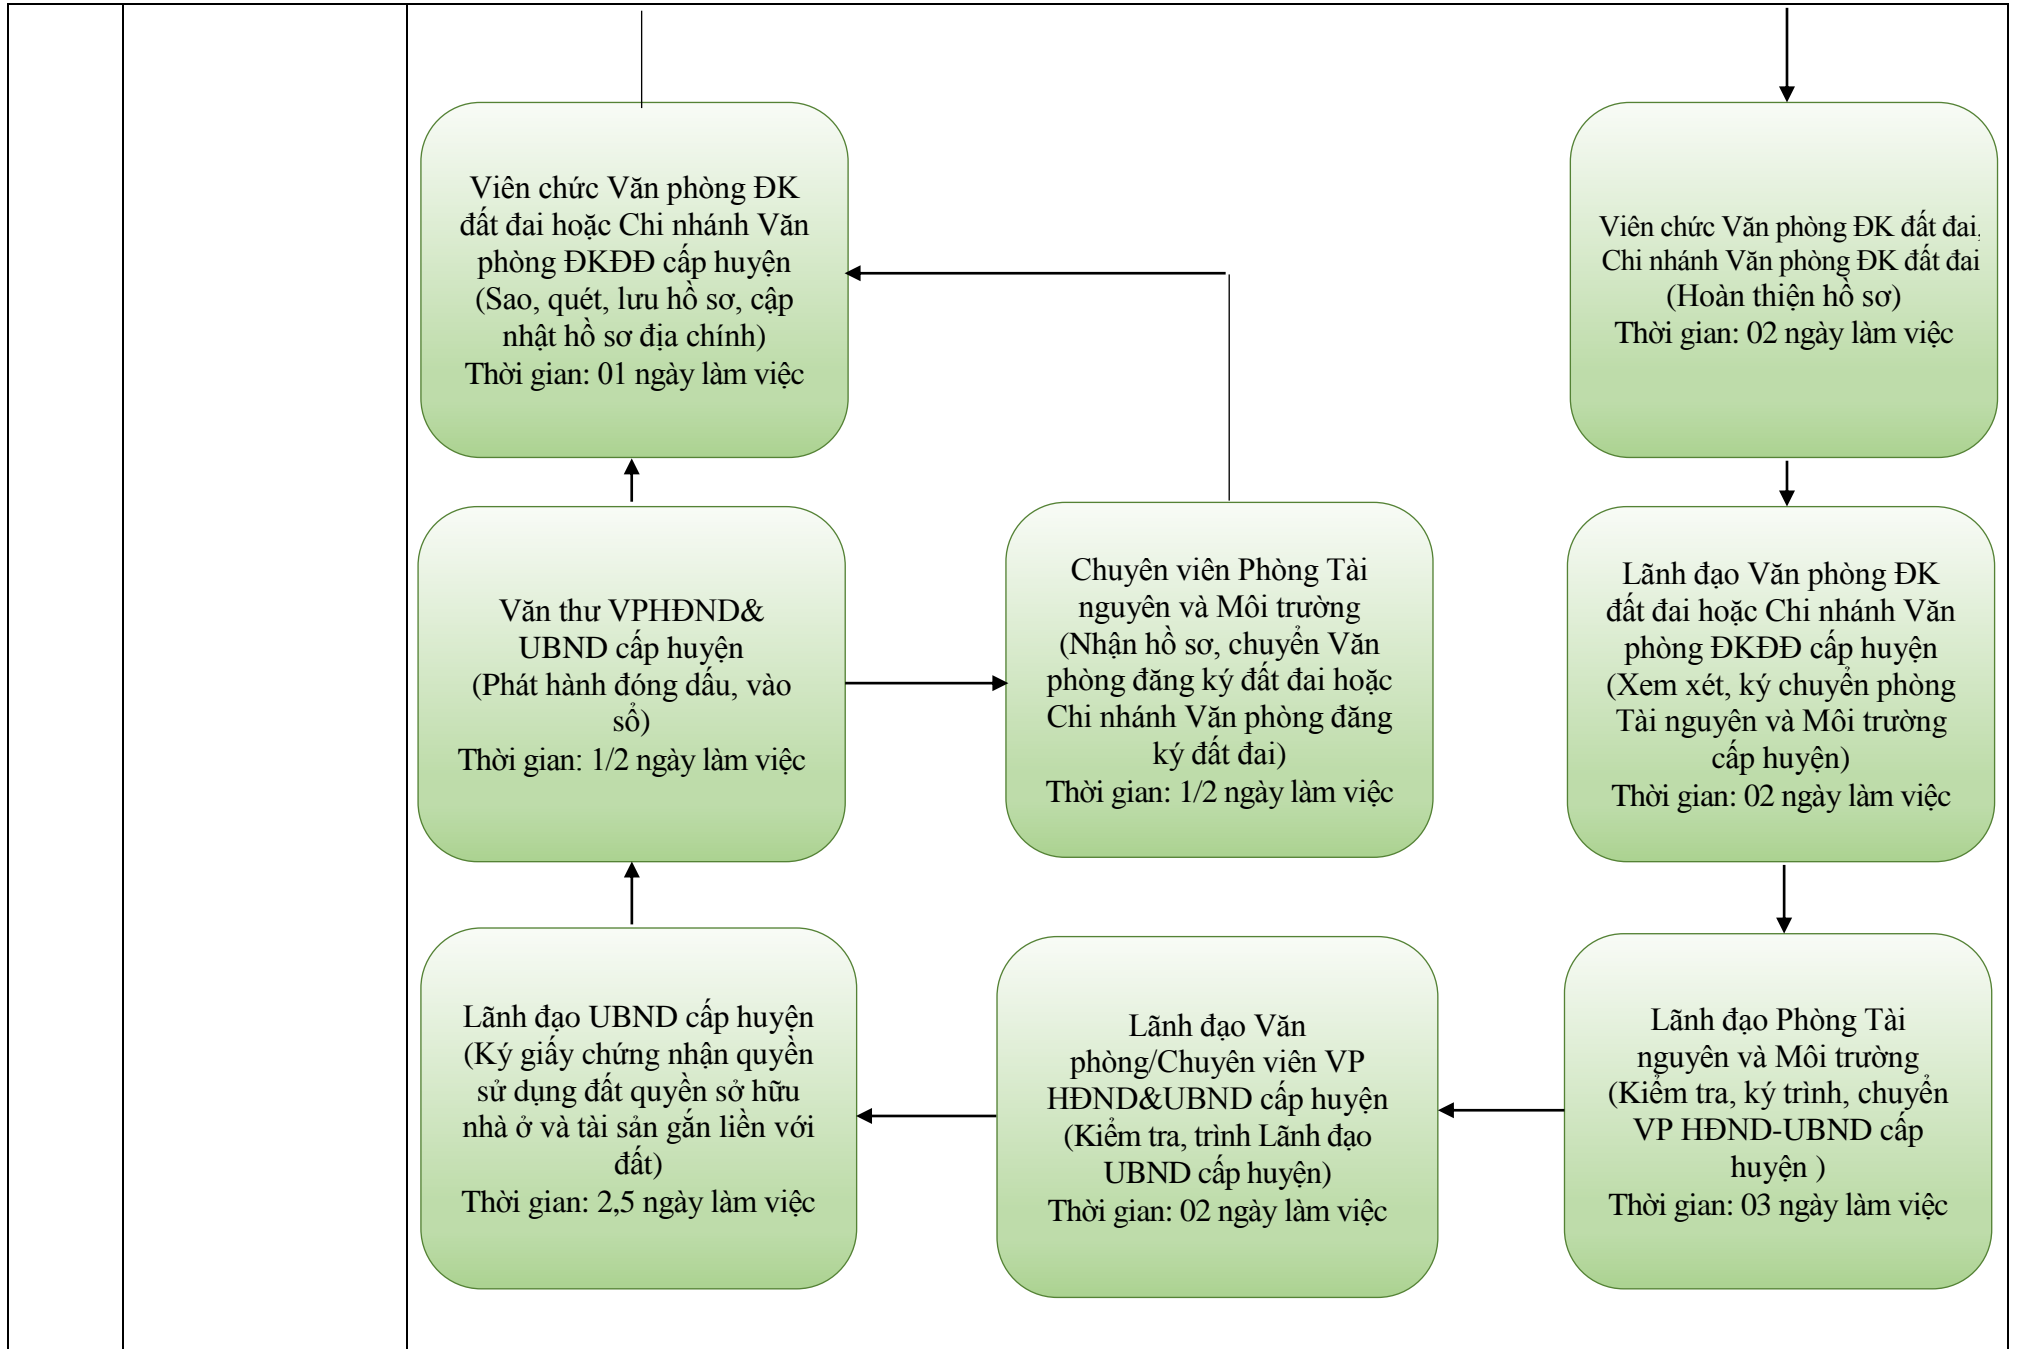 Viên chức Văn phòng ĐK
đất đai hoặc Chi nhánh Văn
phòng ĐKĐĐ cấp huyện
(Sao, quét, lưu hồ sơ, cập
nhật hồ sơ địa chính)
Thời gian: 01 ngày làm việc
Viên chức Văn phòng ĐK đất đai,
Chi nhánh Văn phòng ĐK đất đai
(Hoàn thiện hồ sơ)
Thời gian: 02 ngày làm việc
Văn thư VPHĐND&
UBND cấp huyện
(Phát hành đóng dấu, vào
sổ)
Thời gian: 1/2 ngày làm việc
Chuyên viên Phòng Tài
nguyên và Môi trường
(Nhận hồ sơ, chuyển Văn
phòng đăng ký đất đai hoặc
Chi nhánh Văn phòng đăng
ký đất đai)
Thời gian: 1/2 ngày làm việc
Lãnh đạo Văn phòng ĐK
đất đai hoặc Chi nhánh Văn
phòng ĐKĐĐ cấp huyện
(Xem xét, ký chuyển phòng
Tài nguyên và Môi trường
cấp huyện)
Thời gian: 02 ngày làm việc
Lãnh đạo UBND cấp huyện
(Ký giấy chứng nhận quyền
sử dụng đất quyền sở hữu
nhà ở và tài sản gắn liền với
đất)
Thời gian: 2,5 ngày làm việc
Lãnh đạo Văn
phòng/Chuyên viên VP
HĐND&UBND cấp huyện
(Kiểm tra, trình Lãnh đạo
UBND cấp huyện)
Thời gian: 02 ngày làm việc
Lãnh đạo Phòng Tài
nguyên và Môi trường
(Kiểm tra, ký trình, chuyển
VP HĐND-UBND cấp
huyện )
Thời gian: 03 ngày làm việc